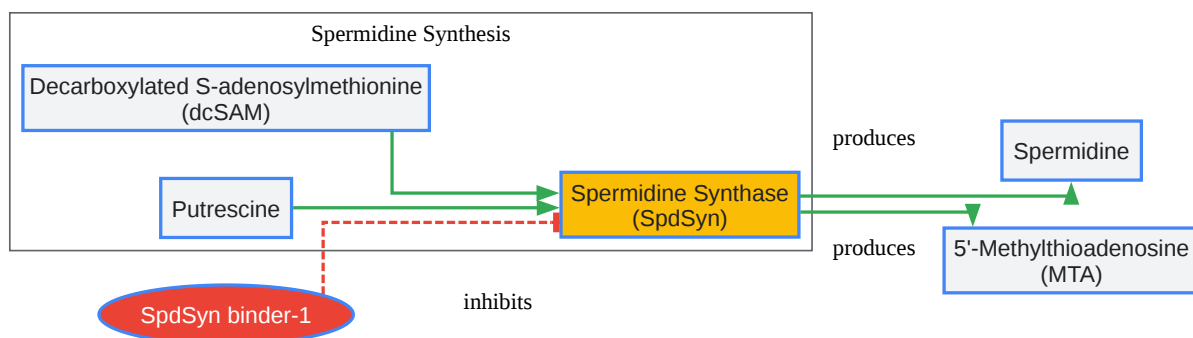 Spermidine Synthesis
Decarboxylated S-adenosylmethionine
(dcSAM)
Putrescine
Spermidine Synthase
(SpdSyn)
produces
Spermidine
produces
5'-Methylthioadenosine
(MTA)
SpdSyn binder-1
inhibits